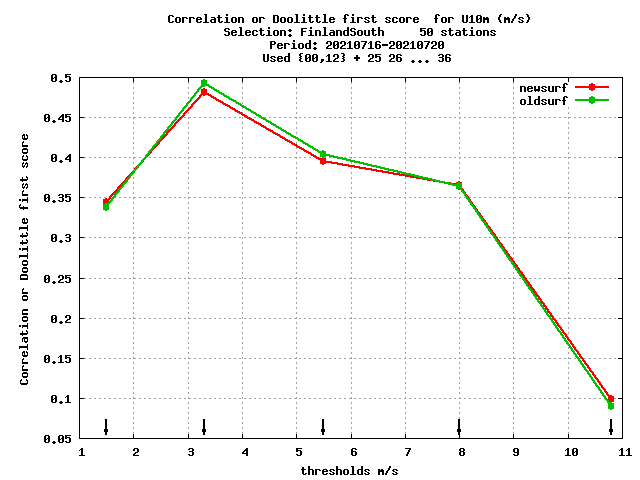 Correlation or Doolittle first score  for U10m (m/s)
Selection: FinlandSouth     50 stations
Period: 20210716-20210720
Used {00,12} + 25 26 ... 36
newsurf
oldsurf
Correlation or Doolittle first score
0.5
0.45
0.4
0.35
0.3
0.25
0.2
0.15
0.1
0.05
1 2 3 4 5 6 7 8 9 10 11
thresholds m/s